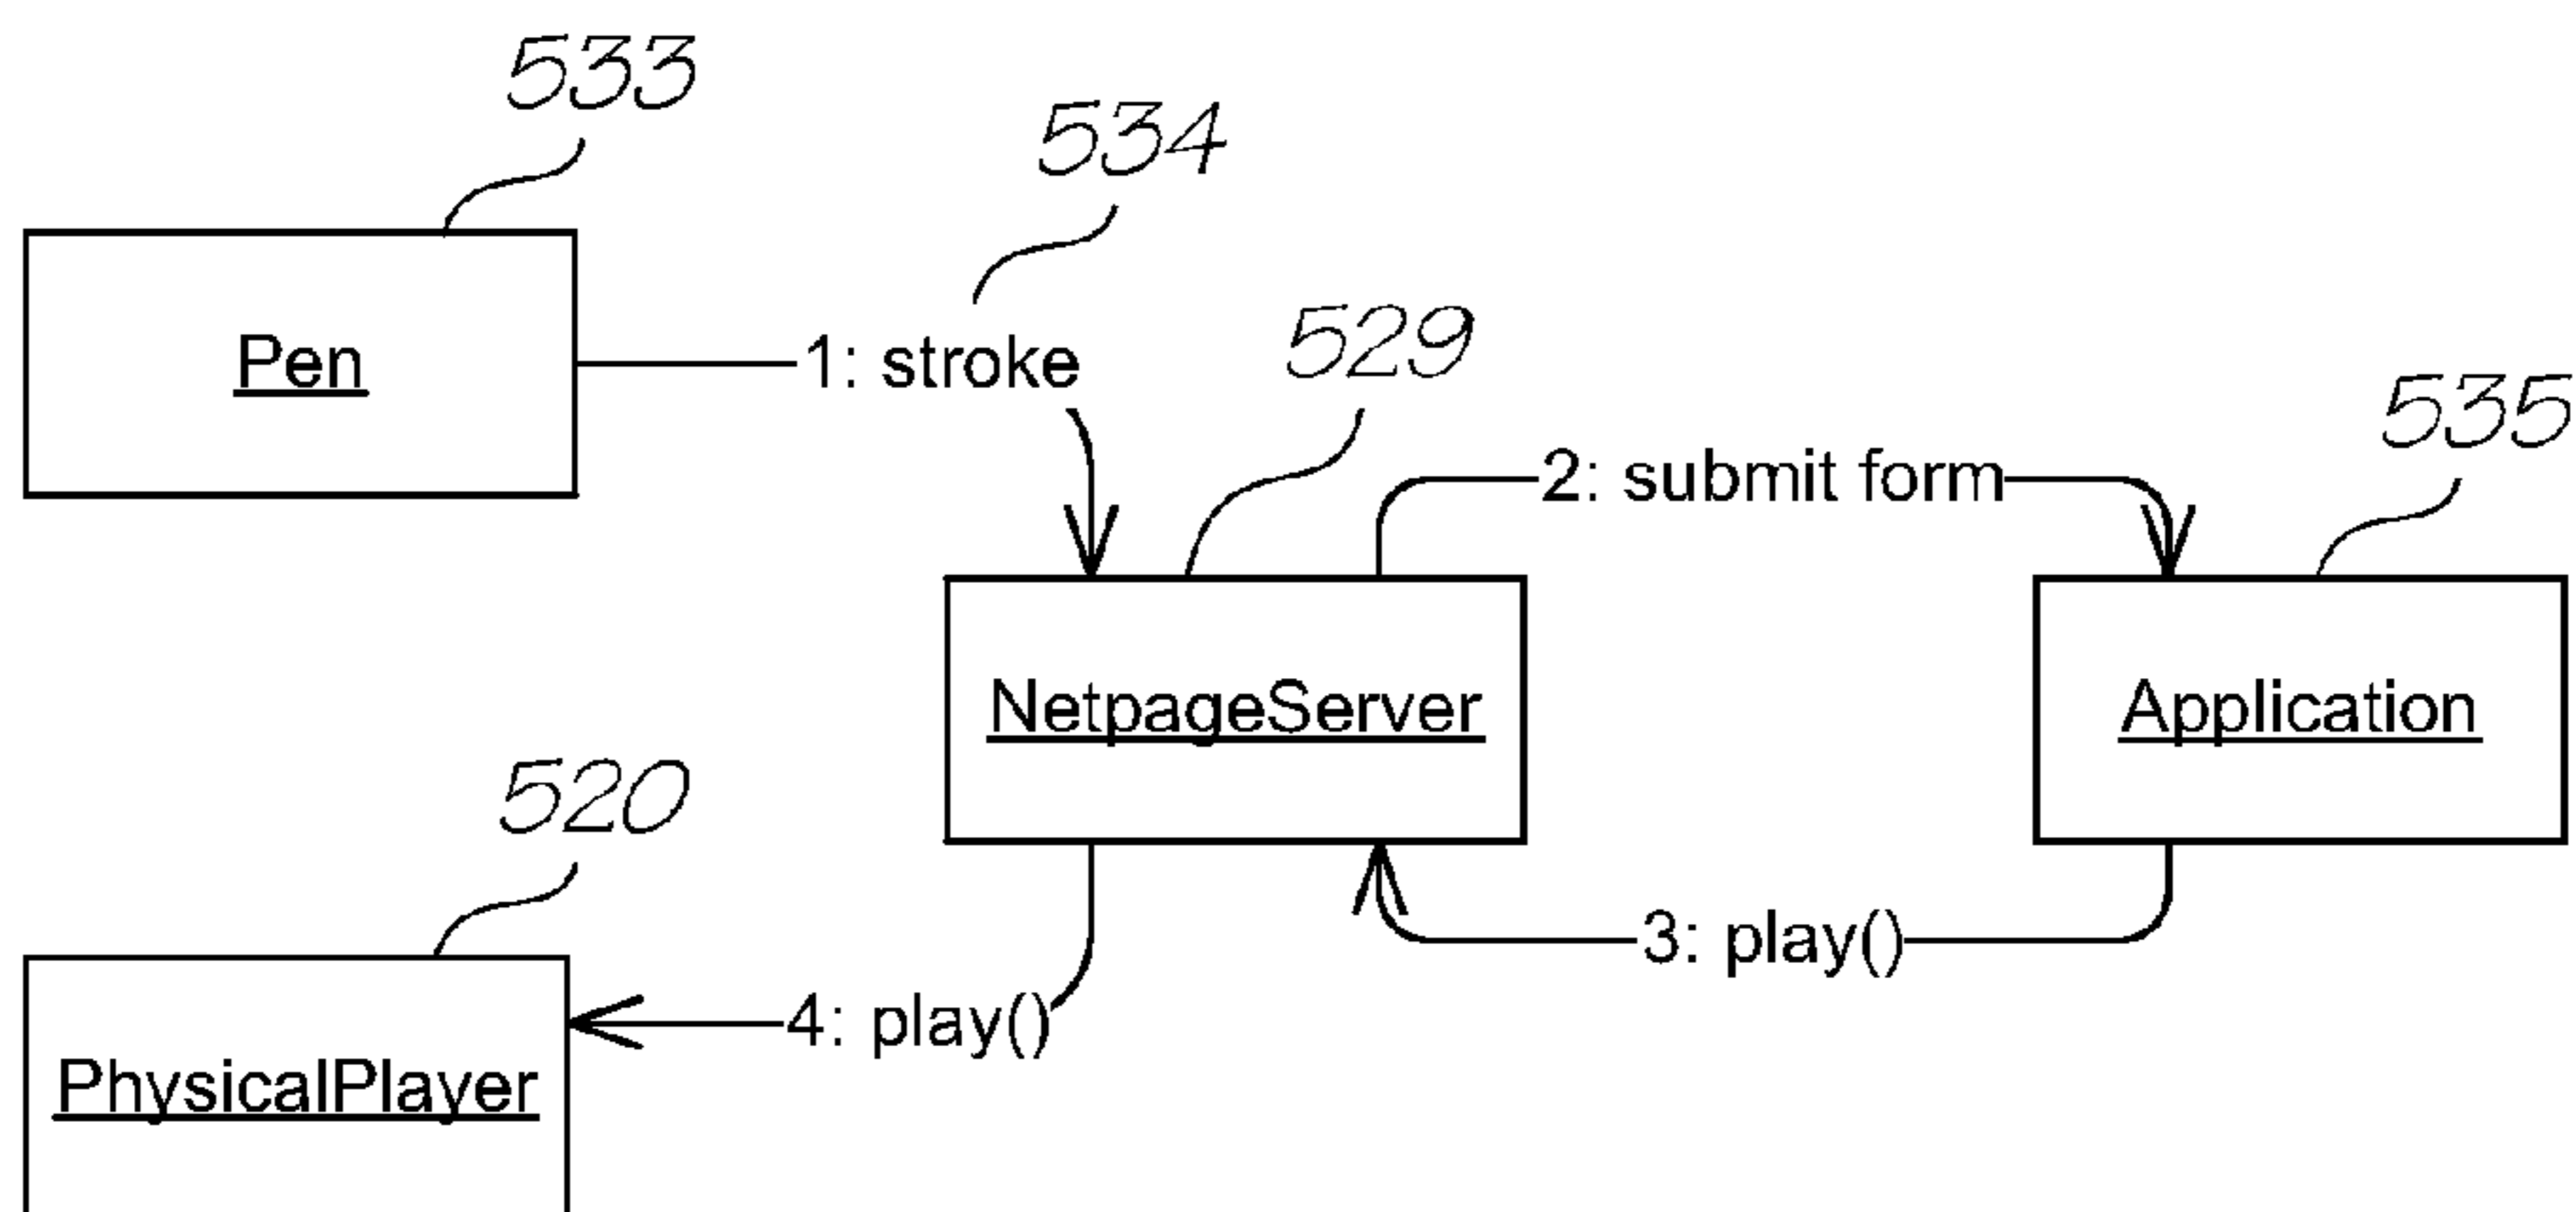 533
534
Pen
1: stroke
529
535
2: submit form
NetpageServer
Application
520
3: play()
4: play()
PhysicalPlayer